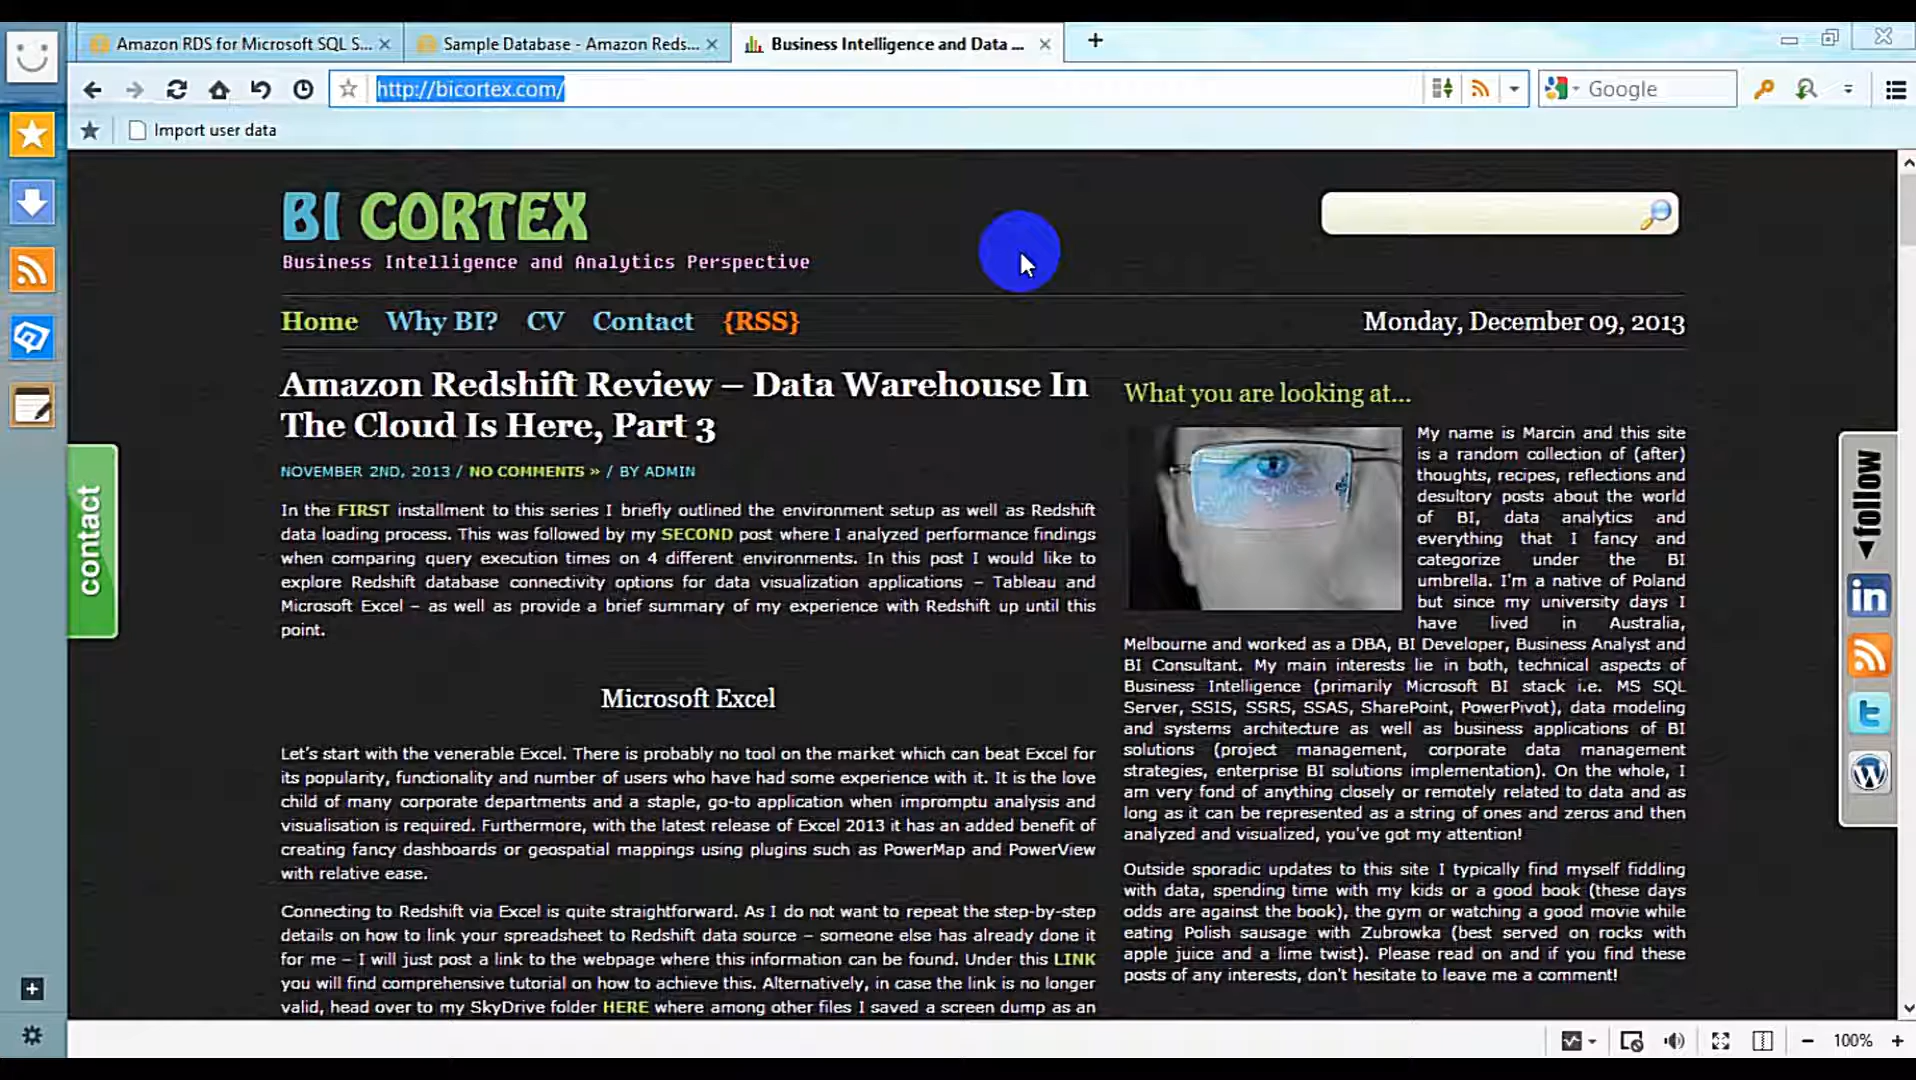 Amazon RDS for Microsoft SQL S...
Sample Database - Amazon Reds...
Business Intelligence and Data ...
http://bicortex.com/
Google
Import user data
BI CORTEX
Business Intelligence and Analytics Perspective
Home Why BI? CV Contact {RSS}
Monday, December 09, 2013
Amazon Redshift Review – Data Warehouse In
The Cloud Is Here, Part 3
NOVEMBER 2ND, 2013 / NO COMMENTS » / BY ADMIN
In the FIRST installment to this series I briefly outlined the environment setup as well as Redshift
data loading process. This was followed by my SECOND post where I analyzed performance findings
when comparing query execution times on 4 different environments. In this post I would like to
explore Redshift database connectivity options for data visualization applications – Tableau and
Microsoft Excel – as well as provide a brief summary of my experience with Redshift up until this
point.
Microsoft Excel
Let's start with the venerable Excel. There is probably no tool on the market which can beat Excel for
its popularity, functionality and number of users who have had some experience with it. It is the love
child of many corporate departments and a staple, go-to application when impromptu analysis and
visualisation is required. Furthermore, with the latest release of Excel 2013 it has an added benefit of
creating fancy dashboards or geospatial mappings using plugins such as PowerMap and PowerView
with relative ease.
Connecting to Redshift via Excel is quite straightforward. As I do not want to repeat the step-by-step
details on how to link your spreadsheet to Redshift data source – someone else has already done it
for me – I will just post a link to the webpage where this information can be found. Under this LINK
you will find comprehensive tutorial on how to achieve this. Alternatively, in case the link is no longer
valid, head over to my SkyDrive folder HERE where among other files I saved a screen dump as an
What you are looking at...
My name is Marcin and this site
is a random collection of (after)
thoughts, recipes, reflections and
desultory posts about the world
of BI, data analytics and
everything that I fancy and
categorize under the BI
umbrella. I'm a native of Poland
but since my university days I
have lived in Australia,
Melbourne and worked as a DBA, BI Developer, Business Analyst and
BI Consultant. My main interests lie in both, technical aspects of
Business Intelligence (primarily Microsoft BI stack i.e. MS SQL
Server, SSIS, SSRS, SSAS, SharePoint, PowerPivot), data modeling
and systems architecture as well as business applications of BI
solutions (project management, corporate data management
strategies, enterprise BI solutions implementation). On the whole, I
am very fond of anything closely or remotely related to data and as
long as it can be represented as a string of ones and zeros and then
analyzed and visualized, you've got my attention!
Outside sporadic updates to this site I typically find myself fiddling
with data, spending time with my kids or a good book (these days
odds are against the book), the gym or watching a good movie while
eating Polish sausage with Zubrowka (best served on rocks with
apple juice and a lime twist). Please read on and if you find these
posts of any interests, don't hesitate to leave me a comment!
contact
follow
in
100%